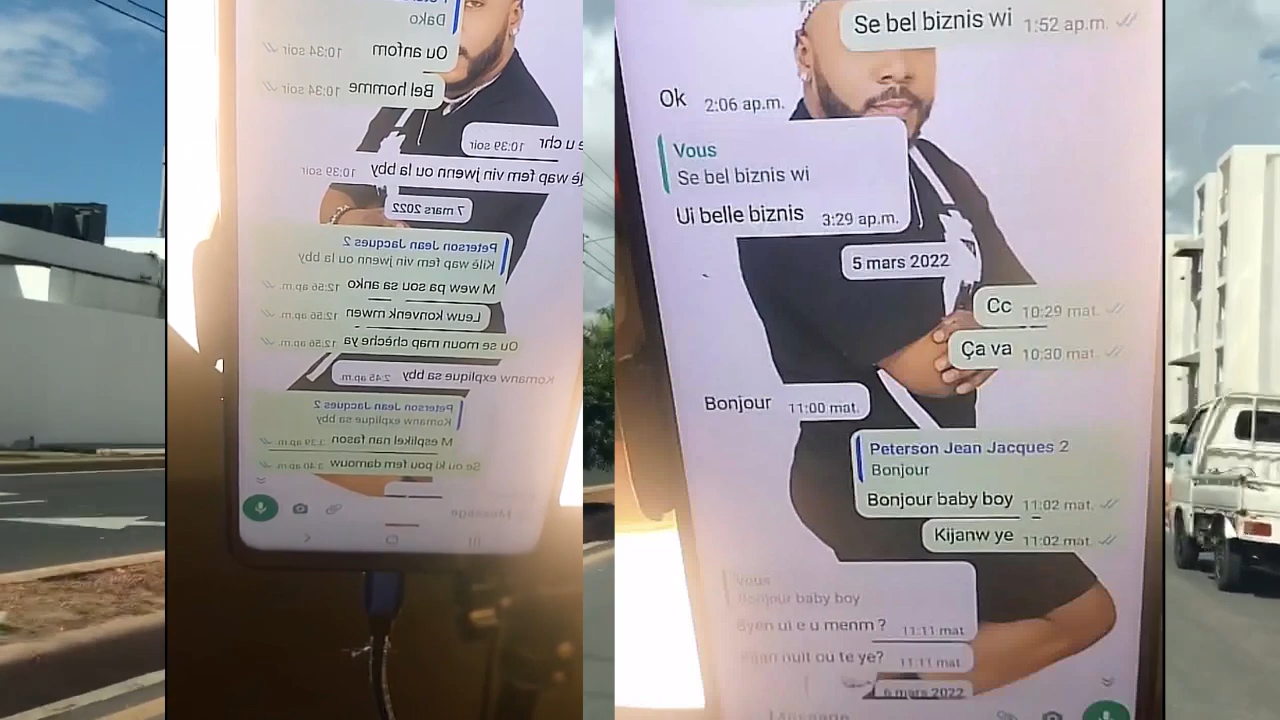 Dako
Ou anfom 10:34 soir
Bel homme 10:34 soir
e u chr 10:39 soir
lè wap fem vin jwenn ou la bby 10:39 soir
7 mars 2022
Peterson Jean Jacques 2
Kilè wap fem vin jwenn ou la bby
M wew pa sou sa anko 12:56 ap.m.
Leuw konvenk mwen 12:56 ap.m.
Ou se moun map chèche ya 12:56 ap.m.
Komanw explique sa bby 2:45 ap.m.
Peterson Jean Jacques 2
Komanw explique sa bby
M esplikel nan fason 3:39 ap.m.
Se ou ki pou fem damouw 3:40 ap.m.
Message
Se bel biznis wi 1:52 ap.m.
Ok 2:06 ap.m.
Vous
Se bel biznis wi
Ui belle biznis 3:29 ap.m.
5 mars 2022
Cc 10:29 mat.
Ça va 10:30 mat.
Bonjour 11:00 mat.
Peterson Jean Jacques 2
Bonjour
Bonjour baby boy 11:02 mat.
Kijanw ye 11:02 mat.
Vous
Bonjour baby boy
Byen ui e u menm ? 11:11 mat
nuit ou te ye? 11:11 mat
6 mars 2022
Message